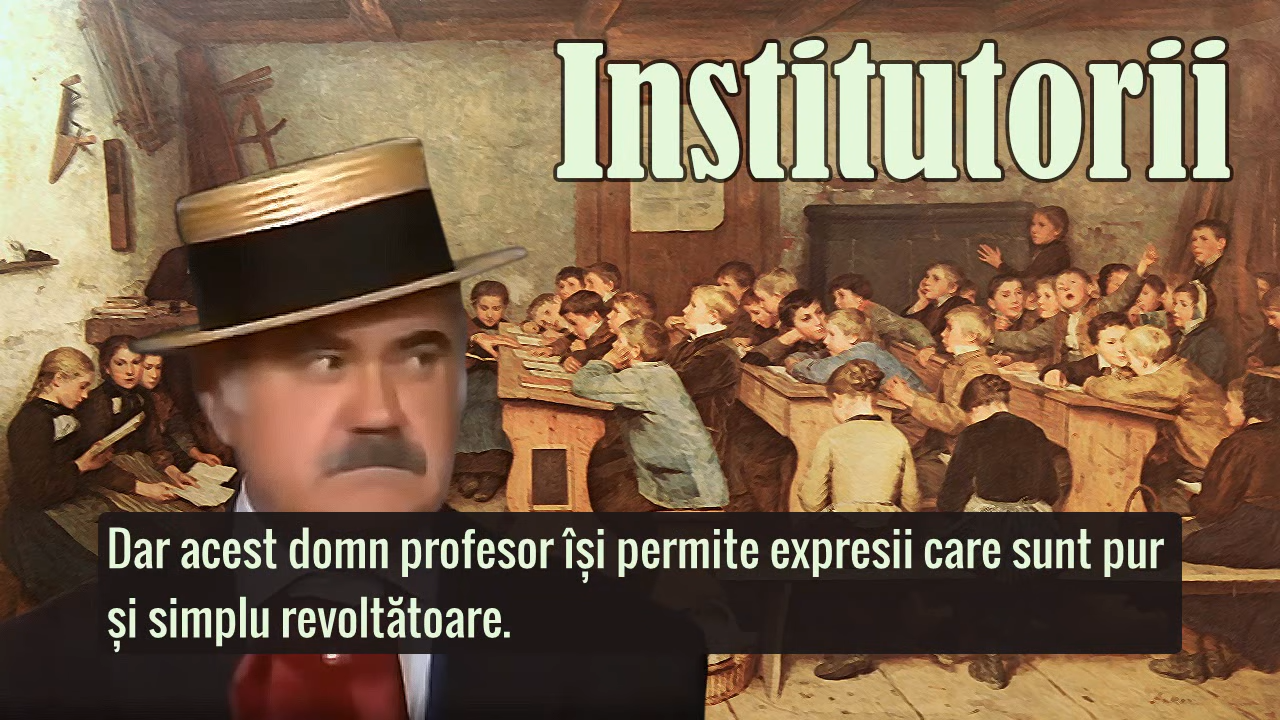 Institutorii
Dar acest domn profesor își permite expresii care sunt pur
și simplu revoltătoare.